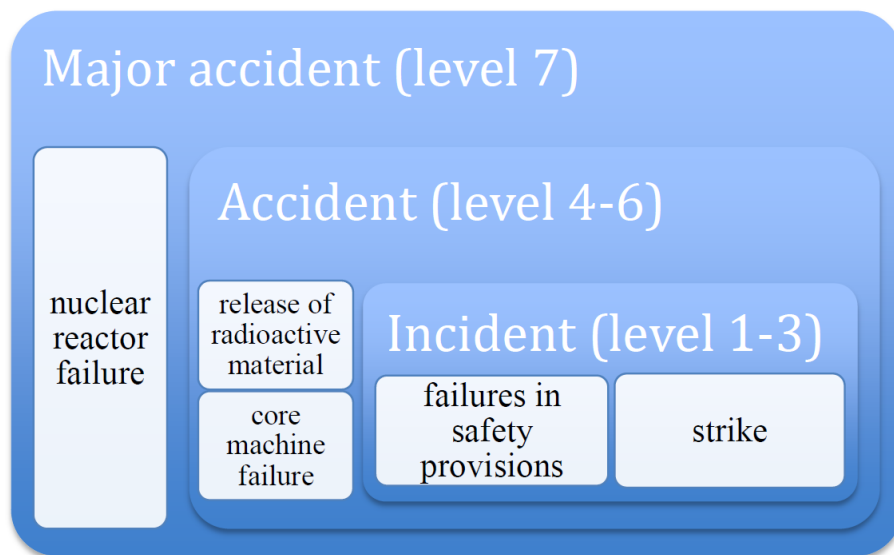 Major accident (level 7)
nuclear
reactor
failure
Accident (level 4-6)
release of
radioactive
material
core
machine
failure
Incident (level 1-3)
failures in
safety
provisions
strike